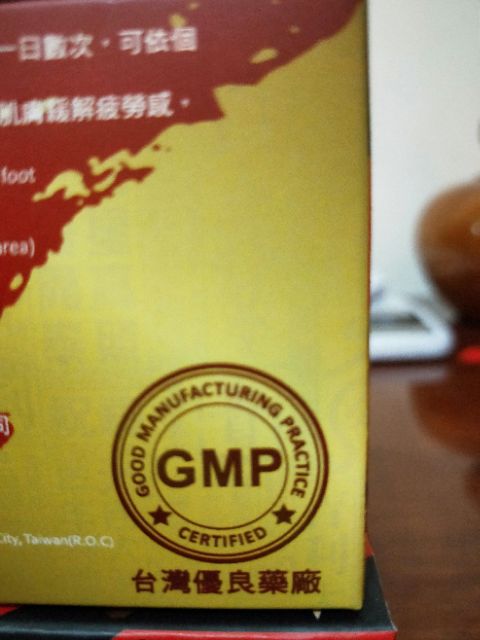 一日數次，可依個
肌膚緩解疲勞感。
foot
area)
司
GOOD MANUFACTURING PRACTICE
GMP
CERTIFIED
City, Taiwan(R.O.C)
台灣優良藥廠